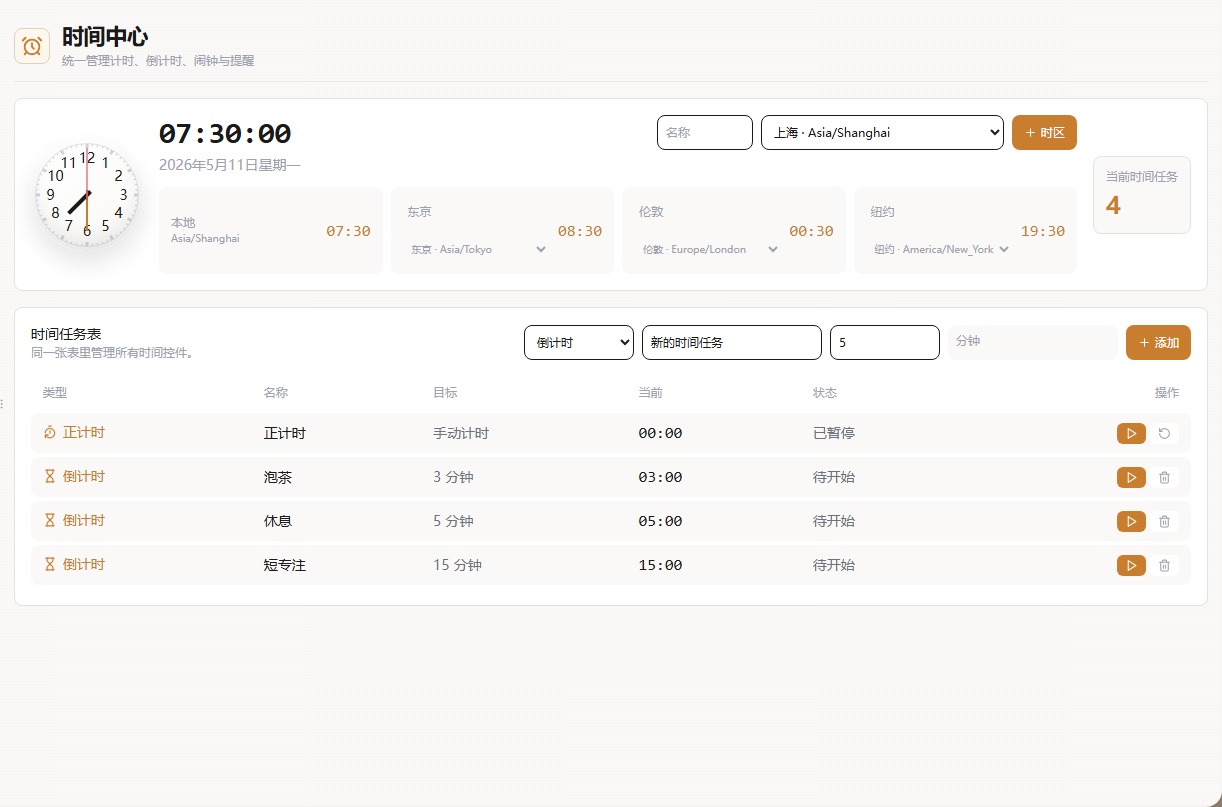 时间中心
统一管理计时、倒计时、闹钟与提醒
12
1
2
3
4
5
6
7
8
9
10
11
07:30:00
2026年5月11日星期一
名称
上海 · Asia/Shanghai
+ 时区
本地
Asia/Shanghai
07:30
东京
08:30
东京 · Asia/Tokyo
伦敦
00:30
伦敦 · Europe/London
纽约
19:30
纽约 · America/New_York
当前时间任务
4
时间任务表
同一张表里管理所有时间控件。
倒计时
新的时间任务
5
分钟
+ 添加
类型 名称 目标 当前 状态 操作
正计时 正计时 手动计时 00:00 已暂停
倒计时 泡茶 3 分钟 03:00 待开始
倒计时 休息 5 分钟 05:00 待开始
倒计时 短专注 15 分钟 15:00 待开始